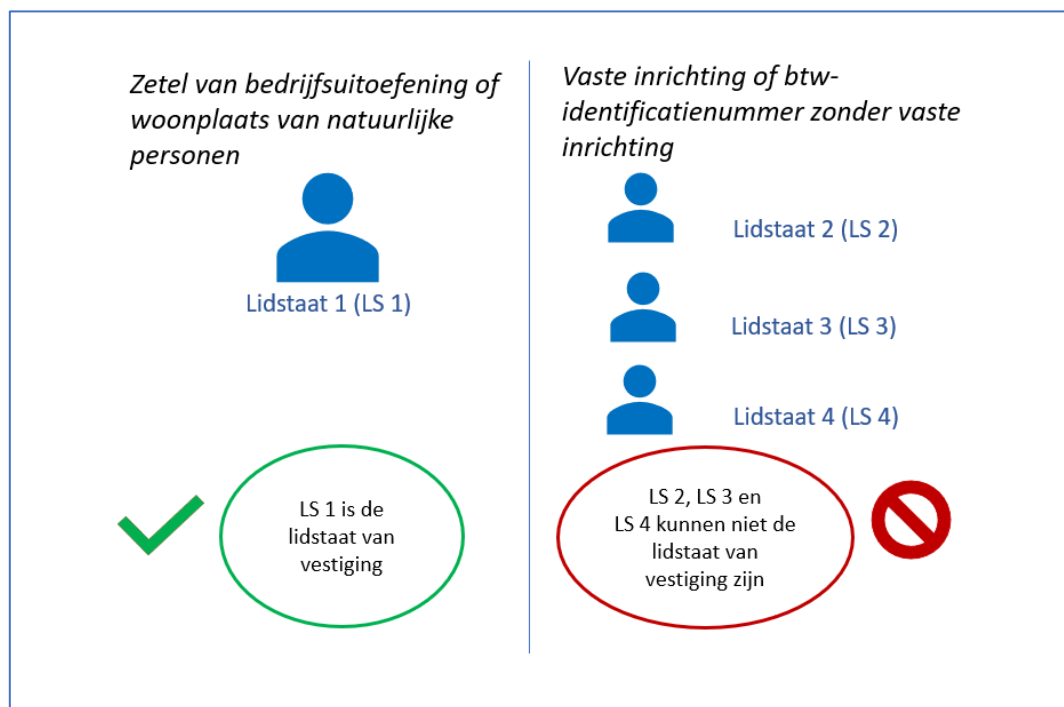 Zetel van bedrijfsuitoefening of
woonplaats van natuurlijke
personen
Lidstaat 1 (LS 1)
LS 1 is de
lidstaat van
vestiging
Vaste inrichting of btw-
identificatienummer zonder vaste
inrichting
Lidstaat 2 (LS 2)
Lidstaat 3 (LS 3)
Lidstaat 4 (LS 4)
LS 2, LS 3 en
LS 4 kunnen niet de
lidstaat van
vestiging zijn